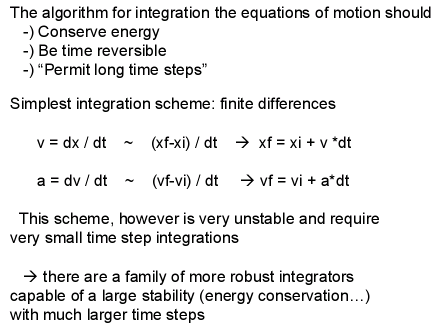 The algorithm for integration the equations of motion should
-) Conserve energy
-) Be time reversible
-) “Permit long time steps”
Simplest integration scheme: finite differences
v = dx / dt ~ (xf-xi) / dt → xf = xi + v *dt
a = dv / dt ~ (vf-vi) / dt → vf = vi + a*dt
This scheme, however is very unstable and require
very small time step integrations
→ there are a family of more robust integrators
capable of a large stability (energy conservation…)
with much larger time steps